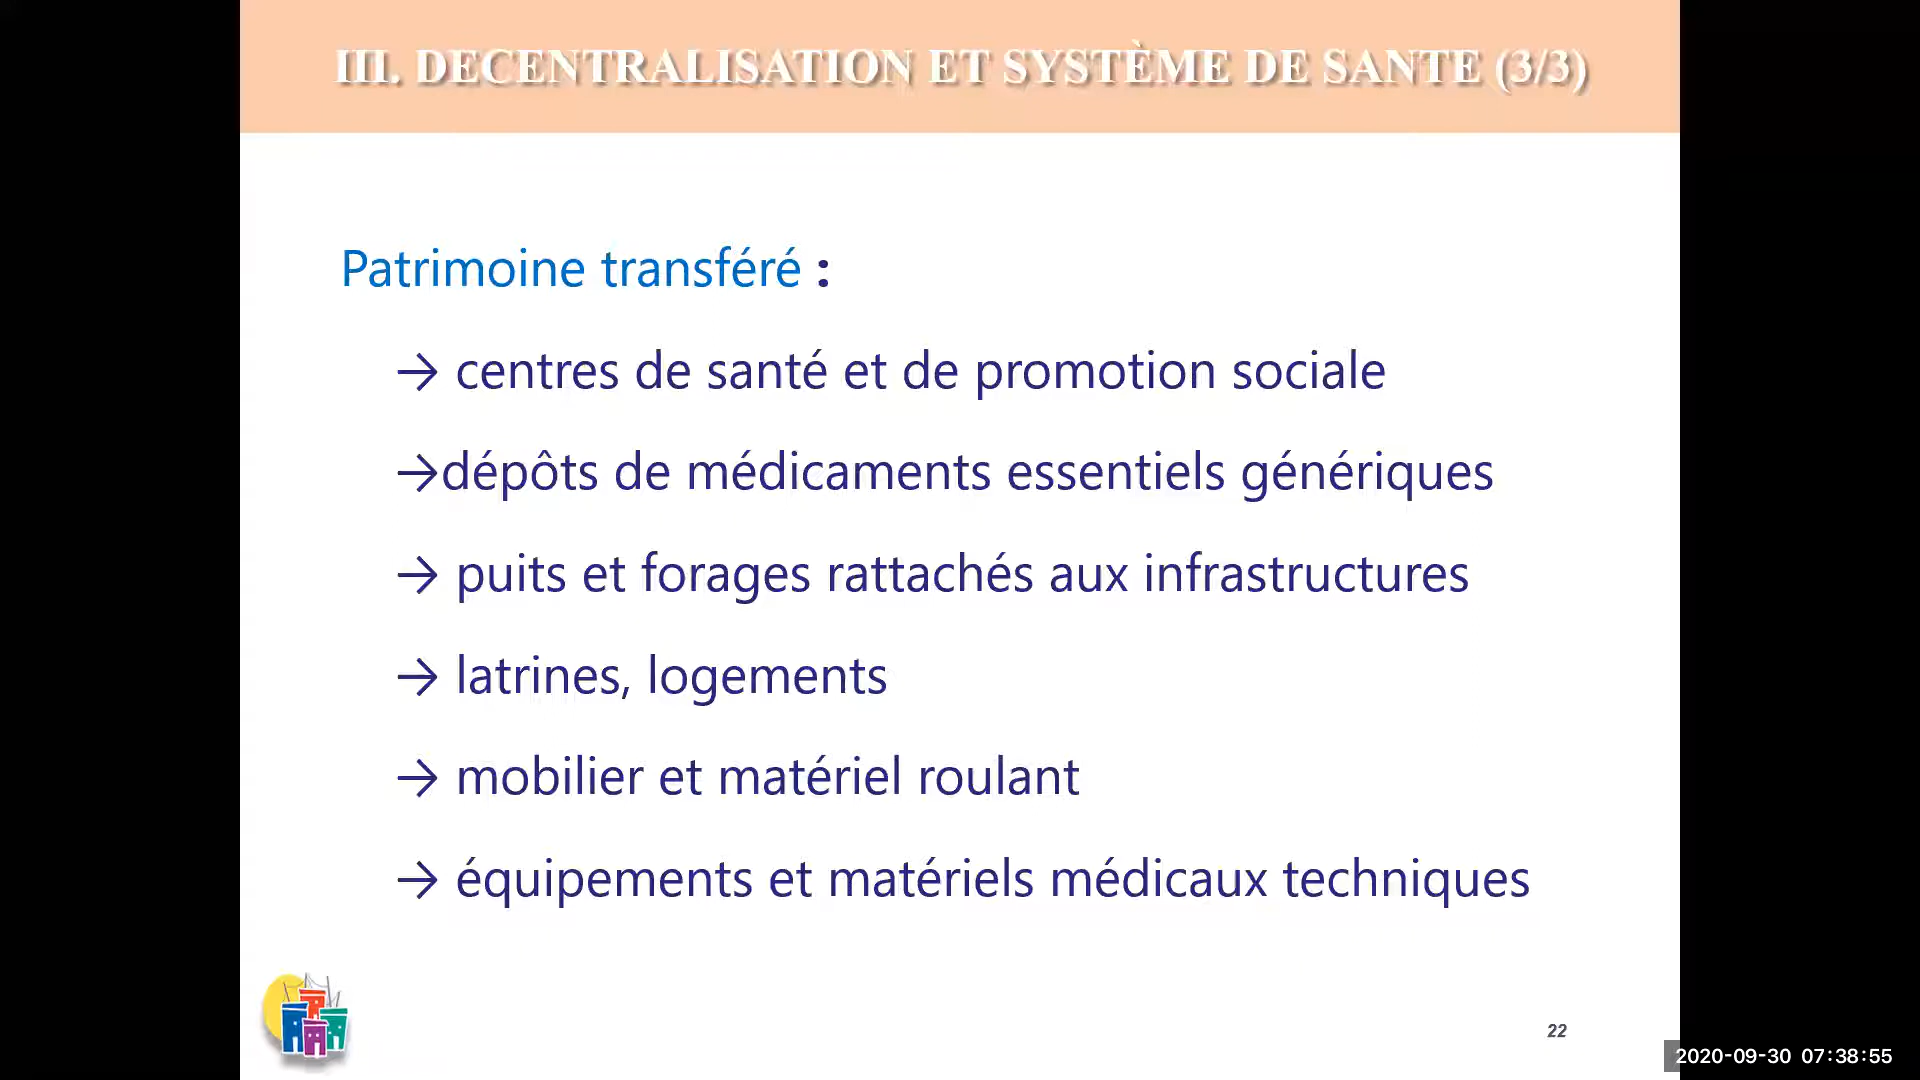 III. DECENTRALISATION ET SYSTÈME DE SANTE (3/3)
Patrimoine transféré :
→ centres de santé et de promotion sociale
→dépôts de médicaments essentiels génériques
→ puits et forages rattachés aux infrastructures
→ latrines, logements
→ mobilier et matériel roulant
→ équipements et matériels médicaux techniques
22
2020-09-30 07:38:55